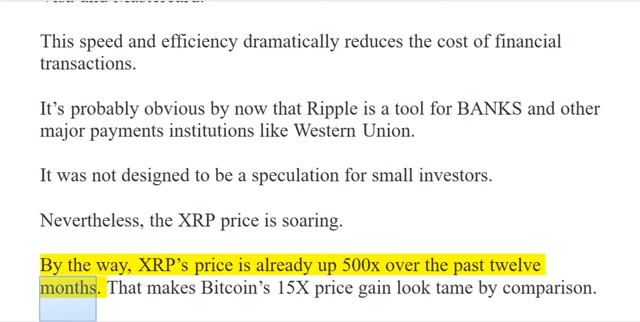 This speed and efficiency dramatically reduces the cost of financial
transactions.
It’s probably obvious by now that Ripple is a tool for BANKS and other
major payments institutions like Western Union.
It was not designed to be a speculation for small investors.
Nevertheless, the XRP price is soaring.
By the way, XRP’s price is already up 500x over the past twelve
months. That makes Bitcoin’s 15X price gain look tame by comparison.